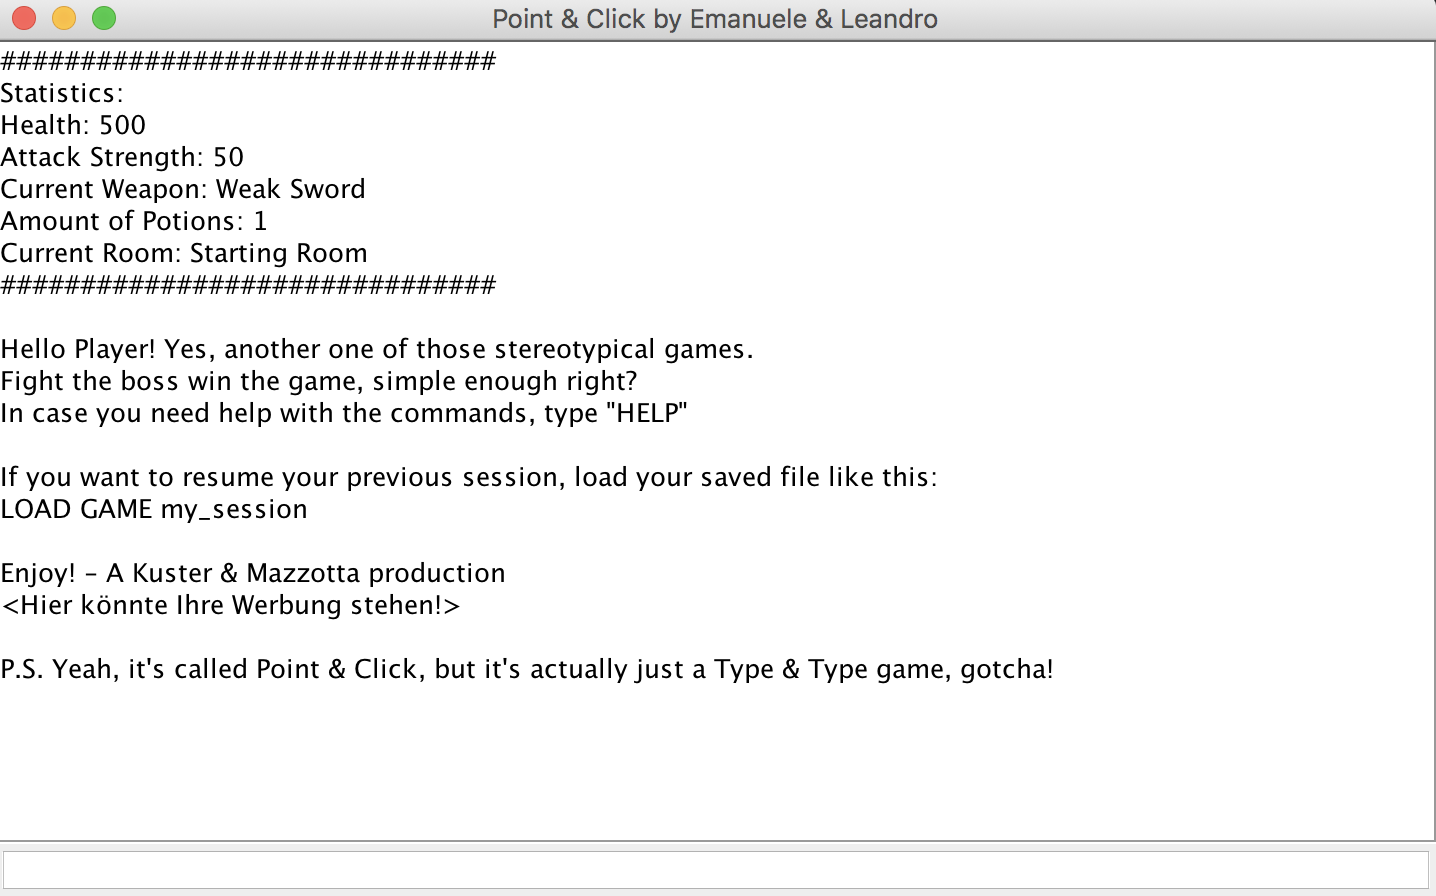 Point & Click by Emanuele & Leandro
###############################
Statistics:
Health: 500
Attack Strength: 50
Current Weapon: Weak Sword
Amount of Potions: 1
Current Room: Starting Room
###############################
Hello Player! Yes, another one of those stereotypical games.
Fight the boss win the game, simple enough right?
In case you need help with the commands, type "HELP"
If you want to resume your previous session, load your saved file like this:
LOAD GAME my_session
Enjoy! – A Kuster & Mazzotta production
<Hier könnte Ihre Werbung stehen!>
P.S. Yeah, it's called Point & Click, but it's actually just a Type & Type game, gotcha!